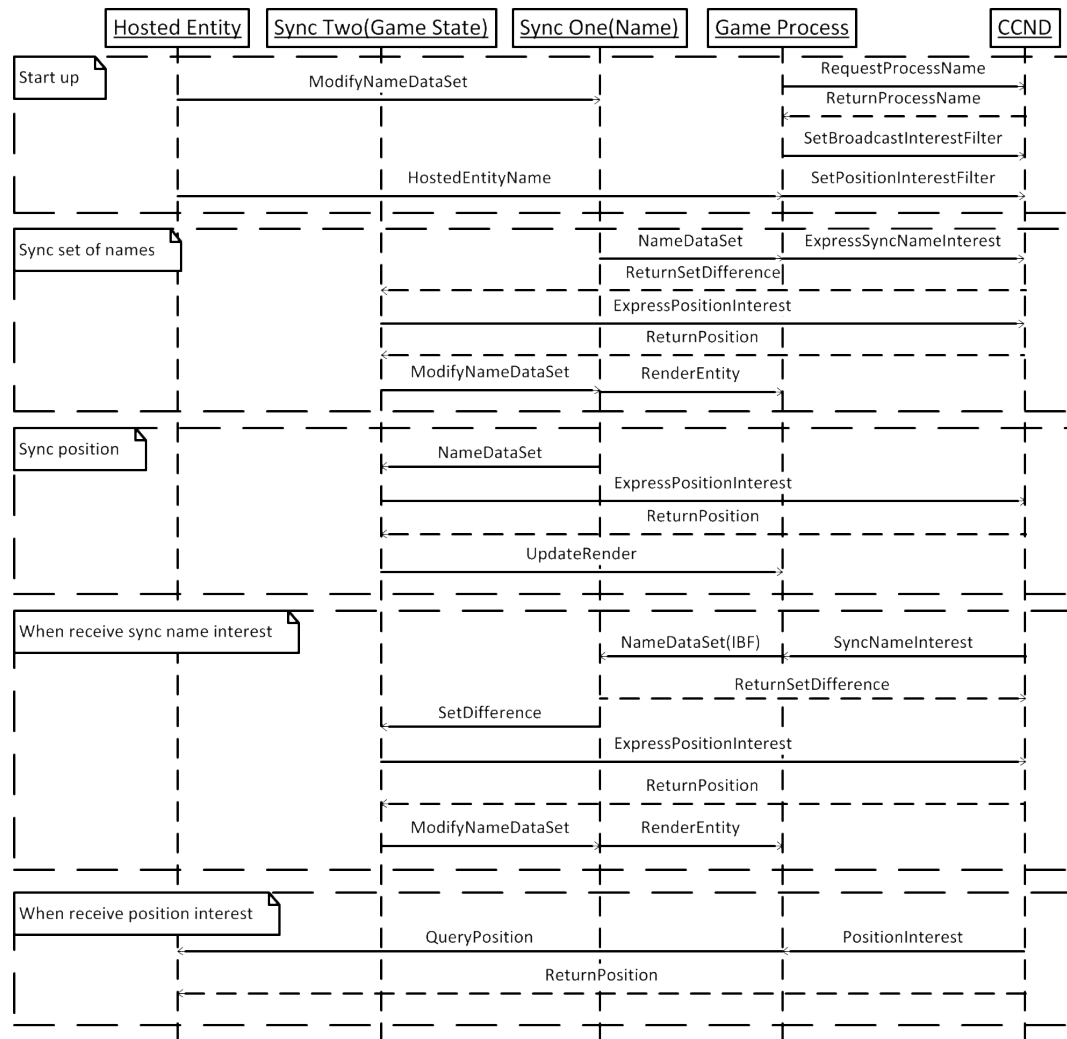 Hosted Entity
Sync Two(Game State)
Sync One(Name)
Game Process
CCND
Start up
RequestProcessName
ModifyNameDataSet
ReturnProcessName
SetBroadcastInterestFilter
HostedEntityName
SetPositionInterestFilter
Sync set of names
NameDataSet
ExpressSyncNameInterest
ReturnSetDifference
ExpressPositionInterest
ReturnPosition
ModifyNameDataSet
RenderEntity
Sync position
NameDataSet
ExpressPositionInterest
ReturnPosition
UpdateRender
When receive sync name interest
NameDataSet(IBF)
SyncNameInterest
ReturnSetDifference
SetDifference
ExpressPositionInterest
ReturnPosition
ModifyNameDataSet
RenderEntity
When receive position interest
QueryPosition
PositionInterest
ReturnPosition